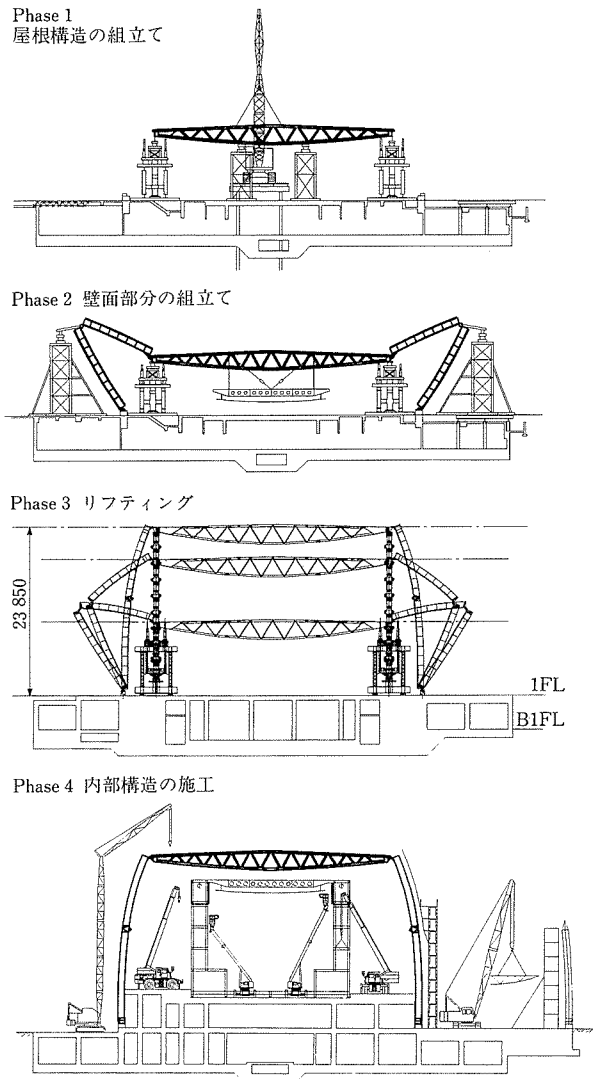 Phase 1
屋根構造の組立て
Phase 2 壁面部分の組立て
Phase 3 リフティング
23 850
1FL
B1FL
Phase 4 内部構造の施工